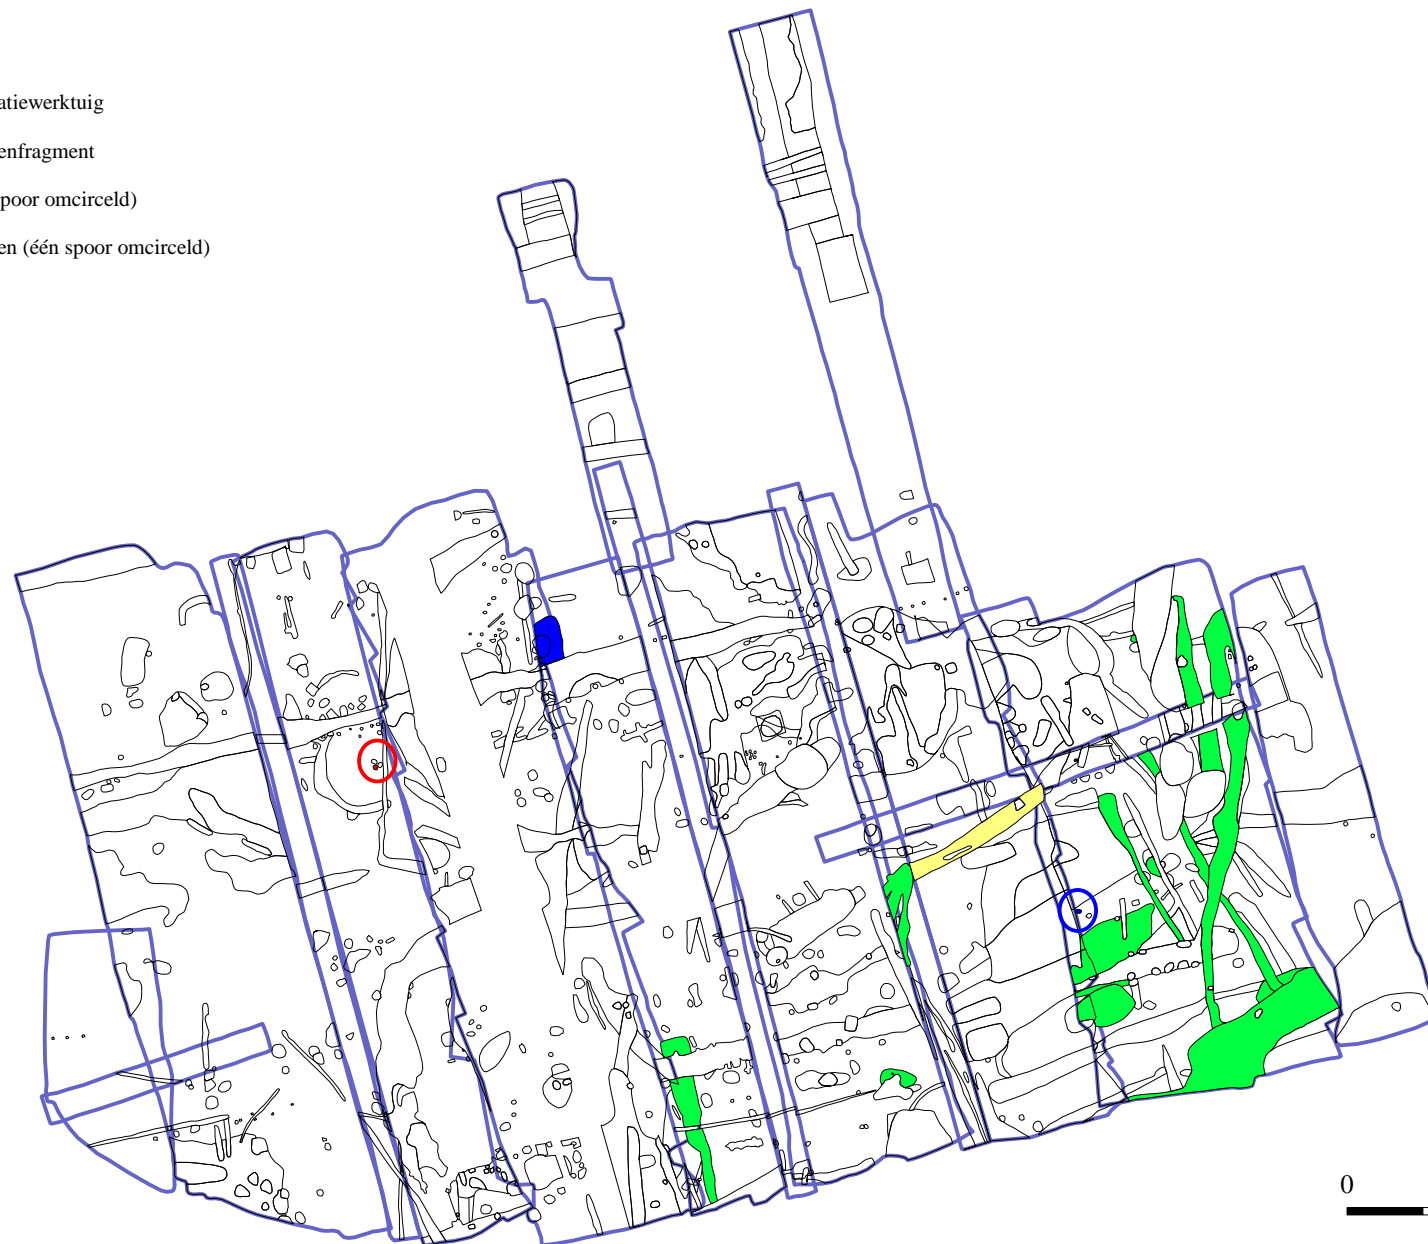 atiewerktuig
enfragment
poor omcirceld)
en (één spoor omcirceld)
0